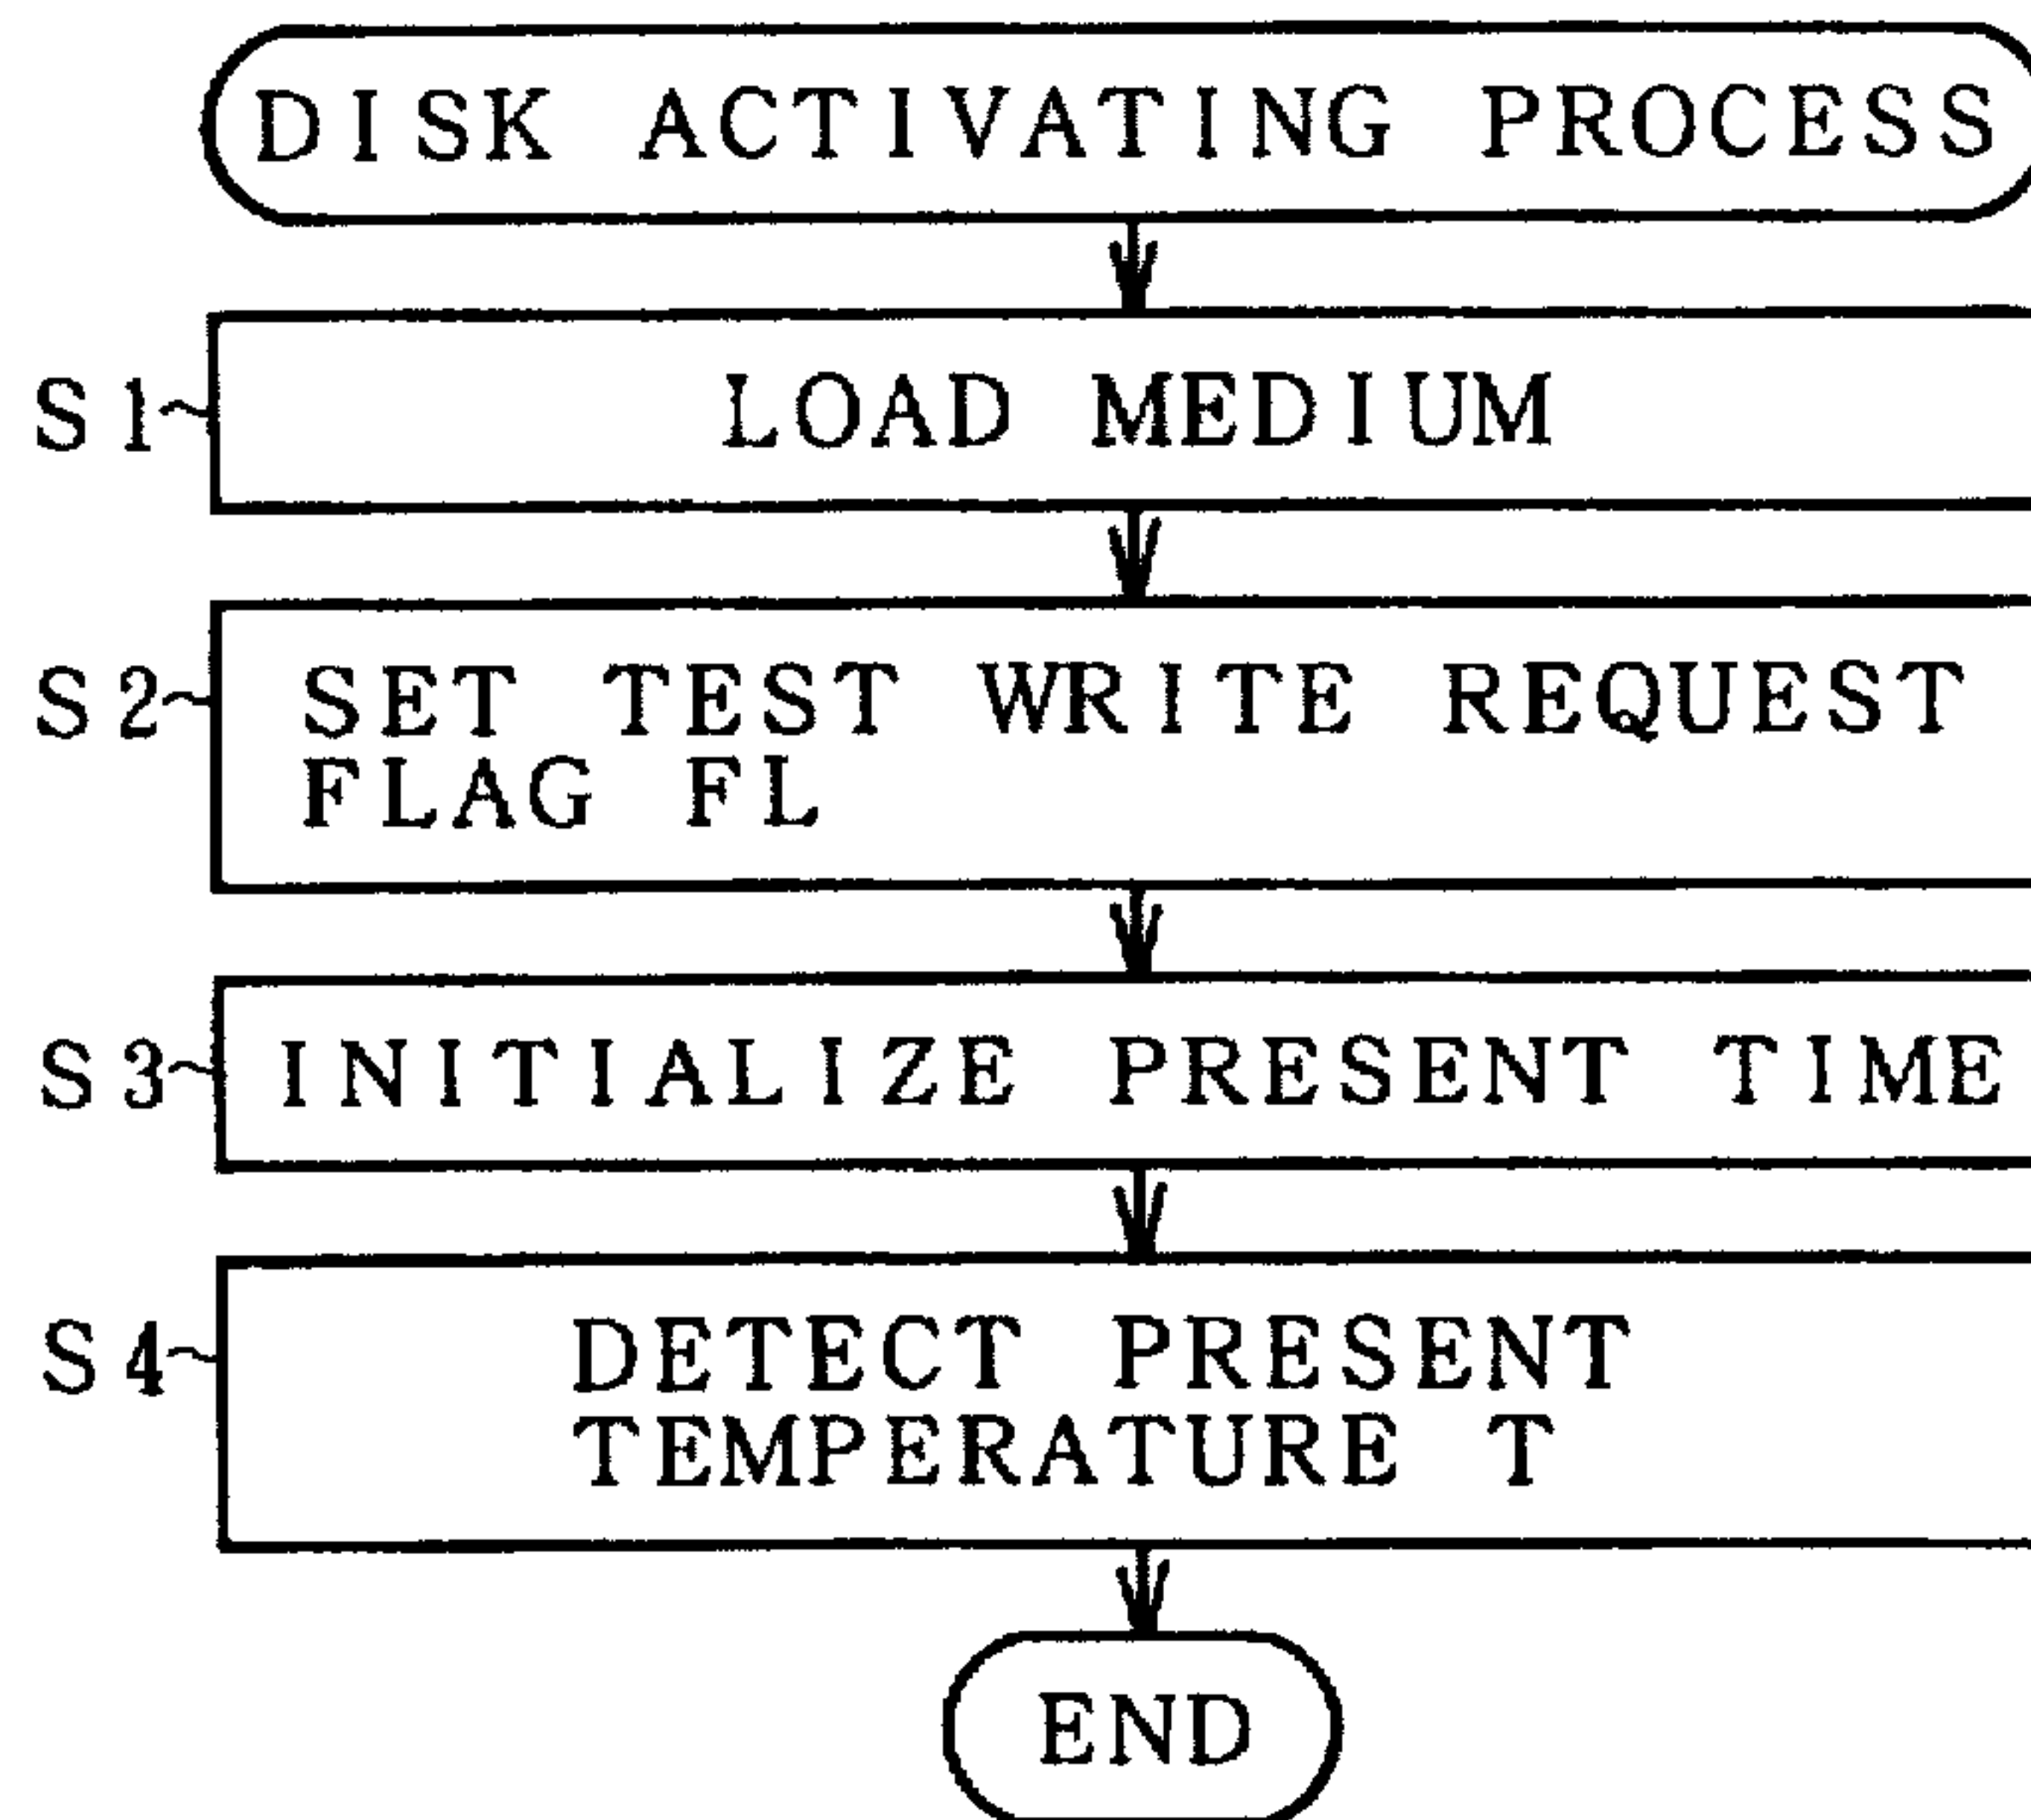 DISK ACTIVATING PROCESS
S1
LOAD MEDIUM
S2
SET TEST WRITE REQUEST
FLAG FL
S3
INITIALIZE PRESENT TIME
S4
DETECT PRESENT
TEMPERATURE T
END